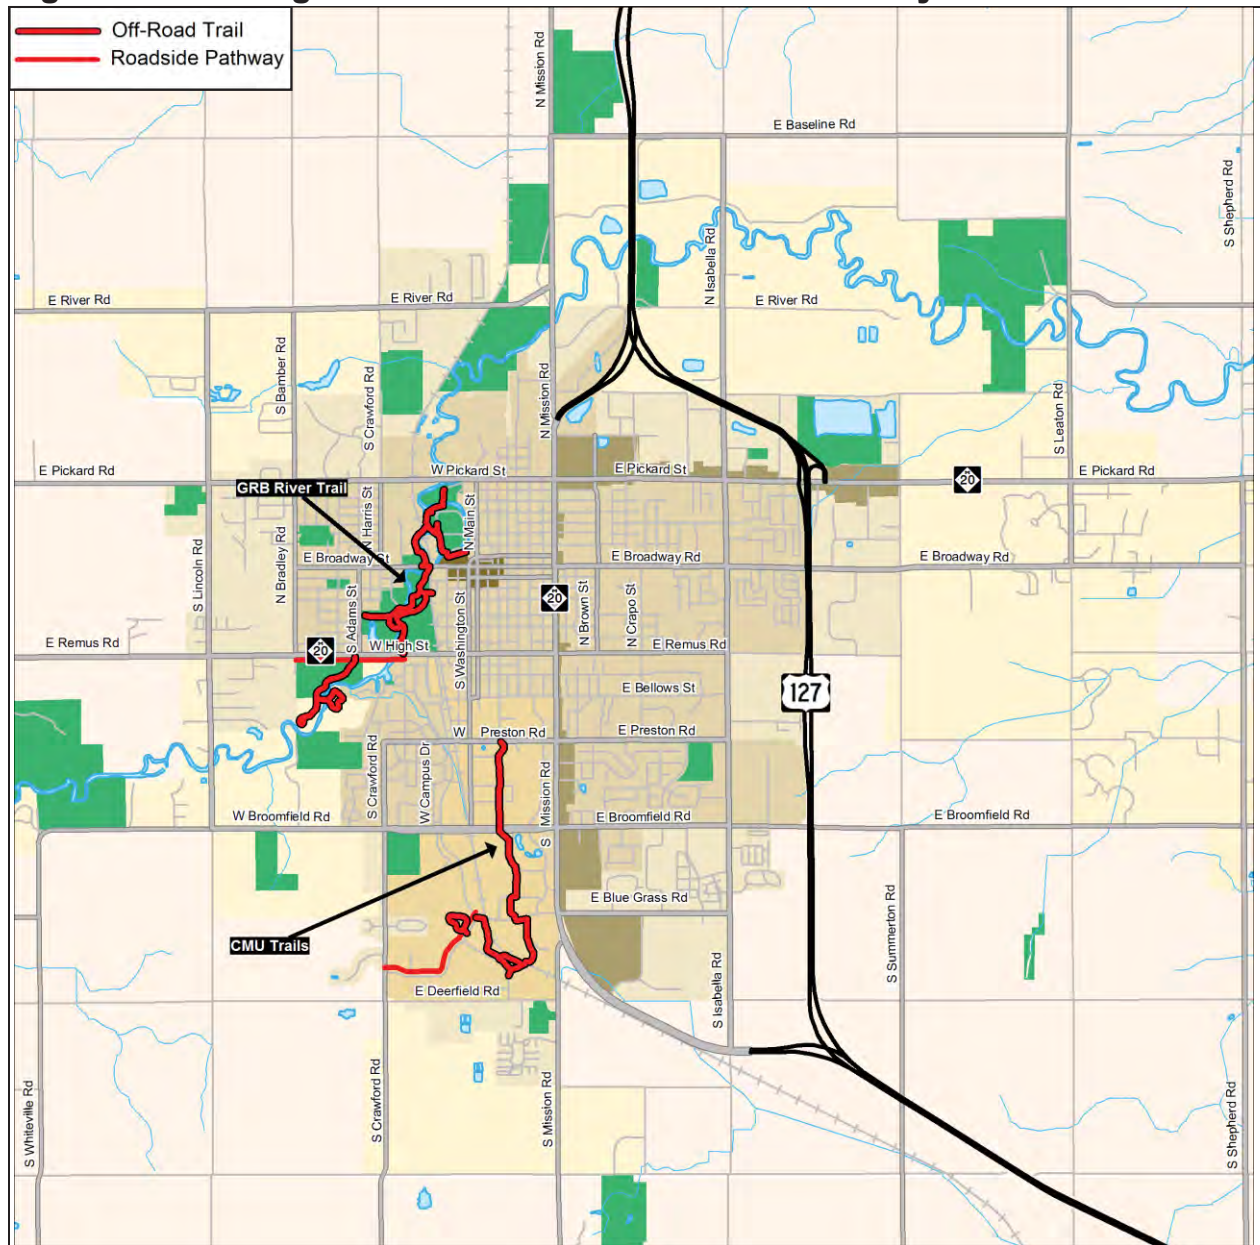 Off-Road Trail
Roadside Pathway
N Mission Rd
E Baseline Rd
S Shepherd Rd
N Isabella Rd
E River Rd
E River Rd
E River Rd
S Bamber Rd
S Crawford Rd
N Mission Rd
S Leaton Rd
E Pickard Rd
W Pickard St
E Pickard St
20
E Pickard Rd
GRB River Trail
N Harris St
N Main St
S Lincoln Rd
N Bradley Rd
E Broadway St
E Broadway Rd
E Broadway Rd
S Adams St
S Washington St
20
N Brown St
N Crapo St
E Remus Rd
20
W High St
E Remus Rd
E Bellows St
127
W Preston Rd
E Preston Rd
S Crawford Rd
W Campus Dr
S Mission Rd
W Broomfield Rd
E Broomfield Rd
E Broomfield Rd
E Blue Grass Rd
CMU Trails
S Summerton Rd
S Isabella Rd
E Deerfield Rd
S Whiteville Rd
S Crawford Rd
S Mission Rd
S Shepherd Rd